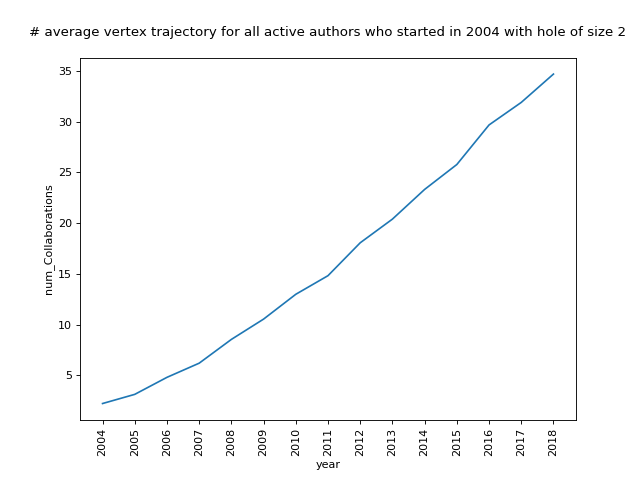 # average vertex trajectory for all active authors who started in 2004 with hole of size 2
35
30
25
20
15
10
5
num_Collaborations
2004 2005 2006 2007 2008 2009 2010 2011 2012 2013 2014 2015 2016 2017 2018
year